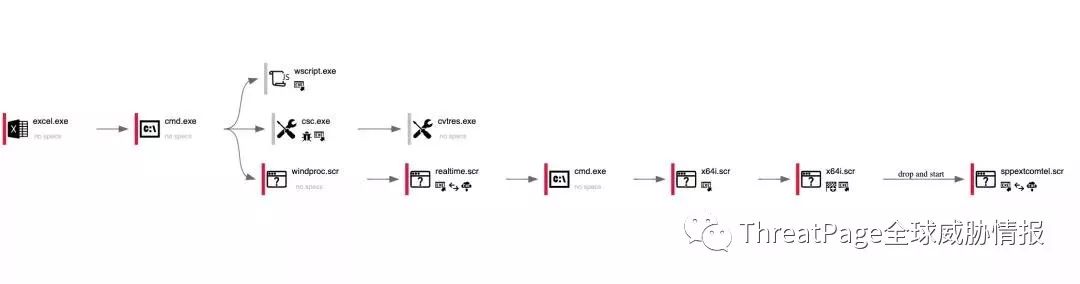 wscript.exe
excel.exe
no specs
cmd.exe
no specs
csc.exe
cvtres.exe
no specs
windproc.scr
no specs
realtime.scr
cmd.exe
no specs
x64i.scr
x64i.scr
drop and start
sppextcomtel.scr
ThreatPage全球威胁情报